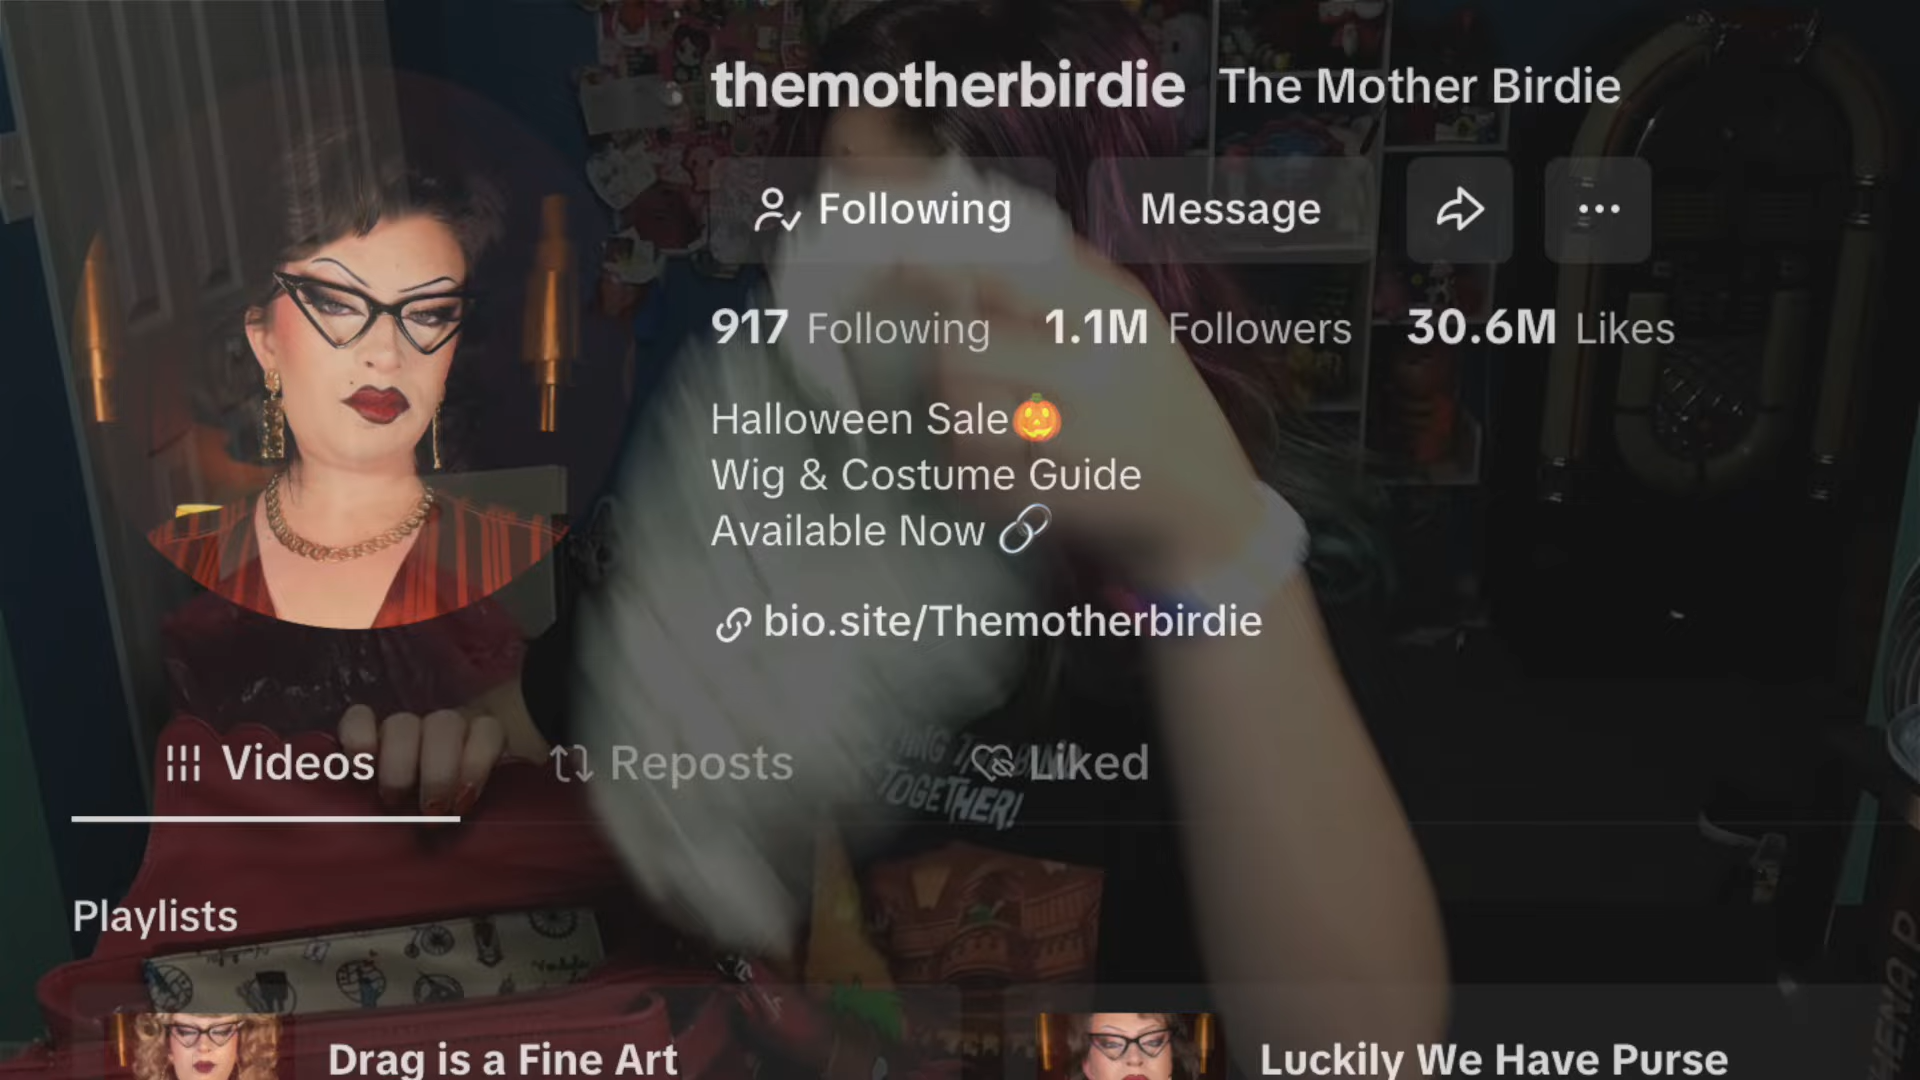 themotherbirdie The Mother Birdie
Following Message
917 Following 1.1M Followers 30.6M Likes
Halloween Sale🎃
Wig & Costume Guide
Available Now 🔗
bio.site/Themotherbirdie
Videos Reposts Liked
TOGETHER!
Playlists
Drag is a Fine Art Luckily We Have Purse